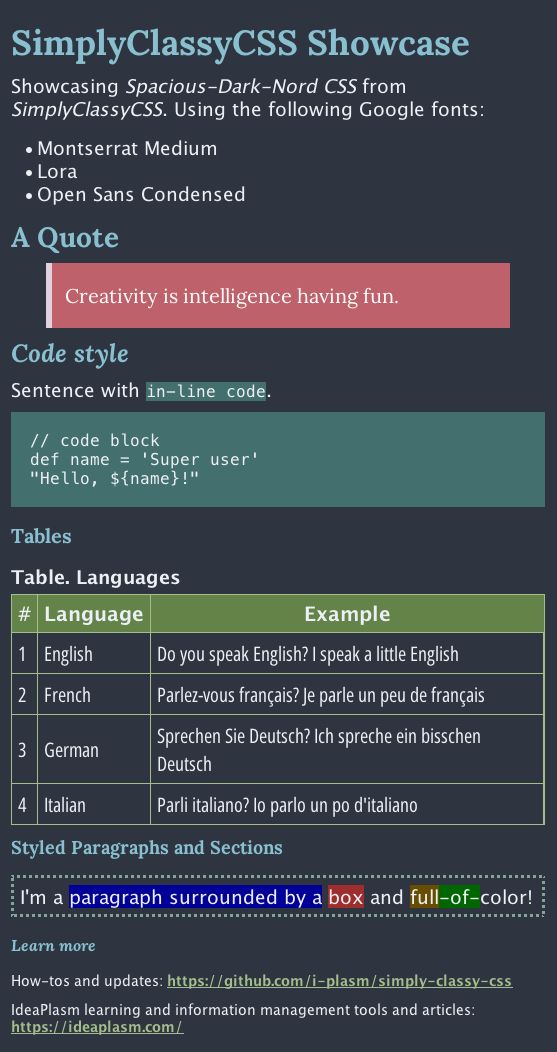 SimplyClassyCSS Showcase
Showcasing Spacious-Dark-Nord CSS from
SimplyClassyCSS. Using the following Google fonts:
• Montserrat Medium
• Lora
• Open Sans Condensed
A Quote
Creativity is intelligence having fun.
Code style
Sentence with in-line code.
// code block
def name = 'Super user'
"Hello, ${name}!"
Tables
Table. Languages
# Language Example
1 English Do you speak English? I speak a little English
2 French Parlez-vous français? Je parle un peu de français
3 German Sprechen Sie Deutsch? Ich spreche ein bisschen
Deutsch
4 Italian Parli italiano? Io parlo un po d'italiano
Styled Paragraphs and Sections
I'm a paragraph surrounded by a box and full-of-color!
Learn more
How-tos and updates: https://github.com/i-plasm/simply-classy-css
IdeaPlasm learning and information management tools and articles:
https://ideaplasm.com/